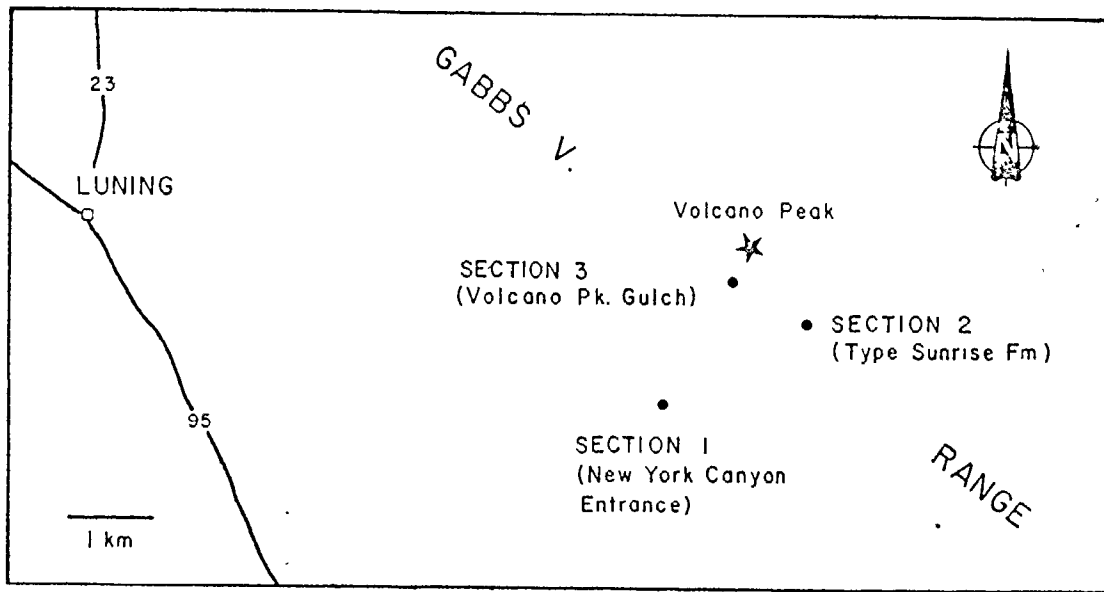 GABBS V.
23
LUNING
N
Volcano Peak
SECTION 3
(Volcano Pk. Gulch)
SECTION 2
(Type Sunrise Fm)
95
SECTION 1
(New York Canyon
Entrance)
RANGE
1 km